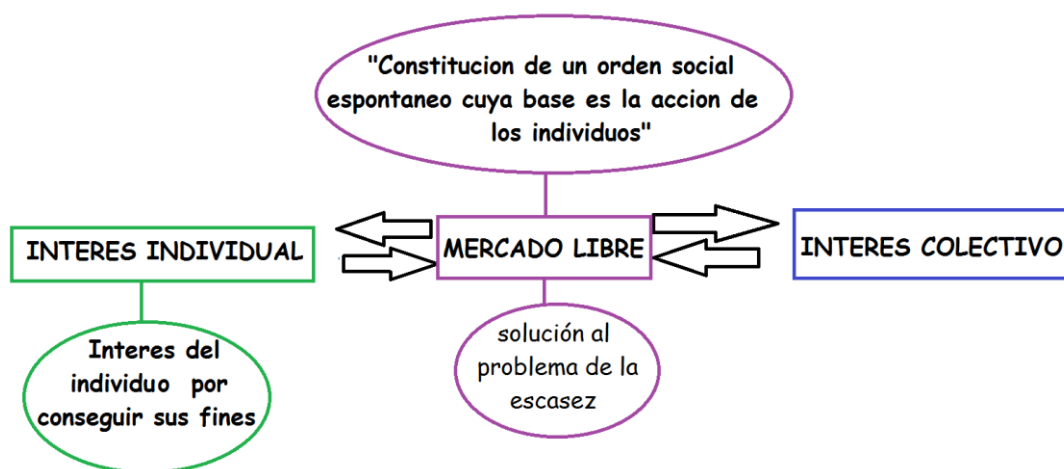 "Constitucion de un orden social
espontaneo cuya base es la accion de
los individuos"
INTERES INDIVIDUAL
MERCADO LIBRE
INTERES COLECTIVO
Interes del
individuo por
conseguir sus fines
solución al
problema de la
escasez